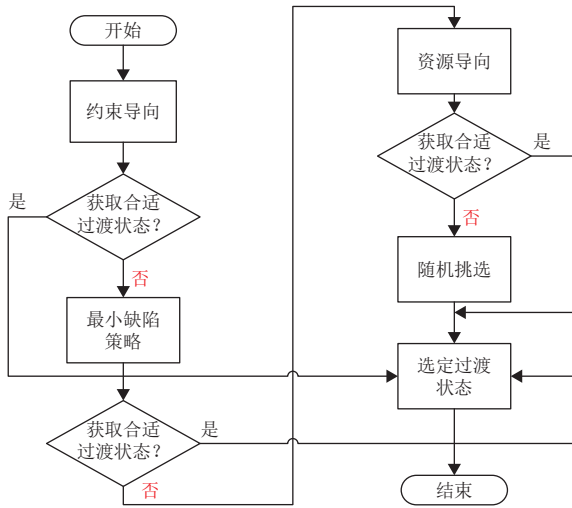 开始
约束导向
获取合适
过渡状态?
是
否
最小缺陷
策略
获取合适
过渡状态?
是
否
资源导向
获取合适
过渡状态?
是
否
随机挑选
选定过渡
状态
结束